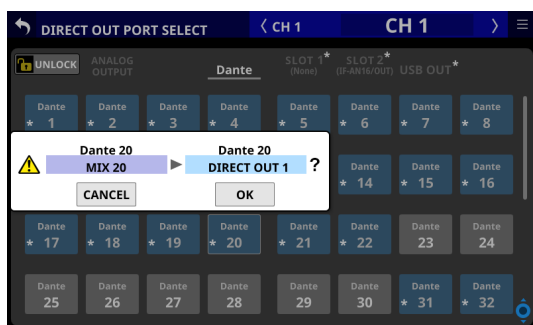 DIRECT OUT PORT SELECT
CH 1
CH 1
UNLOCK
ANALOG
OUTPUT
Dante
SLOT 1*
(None)
SLOT 2*
(IF-AN16/OUT)
USB OUT*
Dante Dante Dante Dante Dante Dante Dante Dante
* 1 * 2 * 3 * 4 * 5 * 6 * 7 * 8
Dante 20 Dante 20
MIX 20 DIRECT OUT 1 ?
CANCEL OK
Dante Dante Dante
* 14 * 15 * 16
Dante Dante Dante Dante Dante Dante Dante Dante
* 17 * 18 * 19 * 20 * 21 * 22 23 24
Dante Dante Dante Dante Dante Dante Dante Dante
25 26 27 28 29 30 * 31 * 32